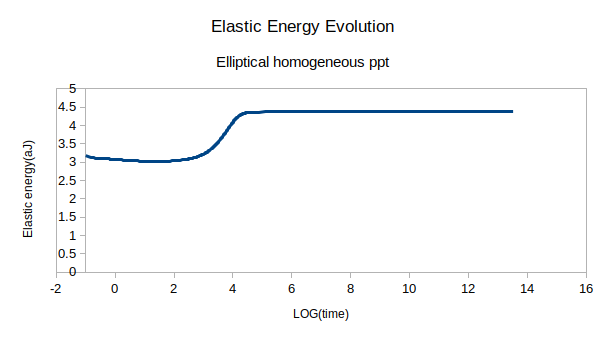 Elastic Energy Evolution
Elliptical homogeneous ppt
5
4.5
4
3.5
3
2.5
2
1.5
1
0.5
0
Elastic energy(aJ)
-2 0 2 4 6 8 10 12 14 16
LOG(time)